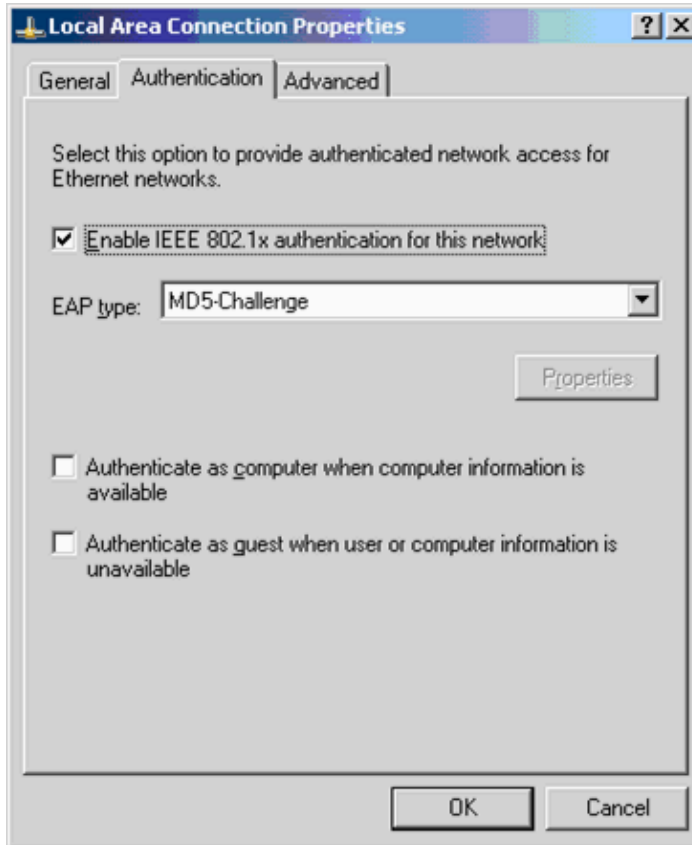 Local Area Connection Properties
General Authentication Advanced
Select this option to provide authenticated network access for
Ethernet networks.
Enable IEEE 802.1x authentication for this network
EAP type: MD5-Challenge
Properties
Authenticate as computer when computer information is
available
Authenticate as guest when user or computer information is
unavailable
OK Cancel